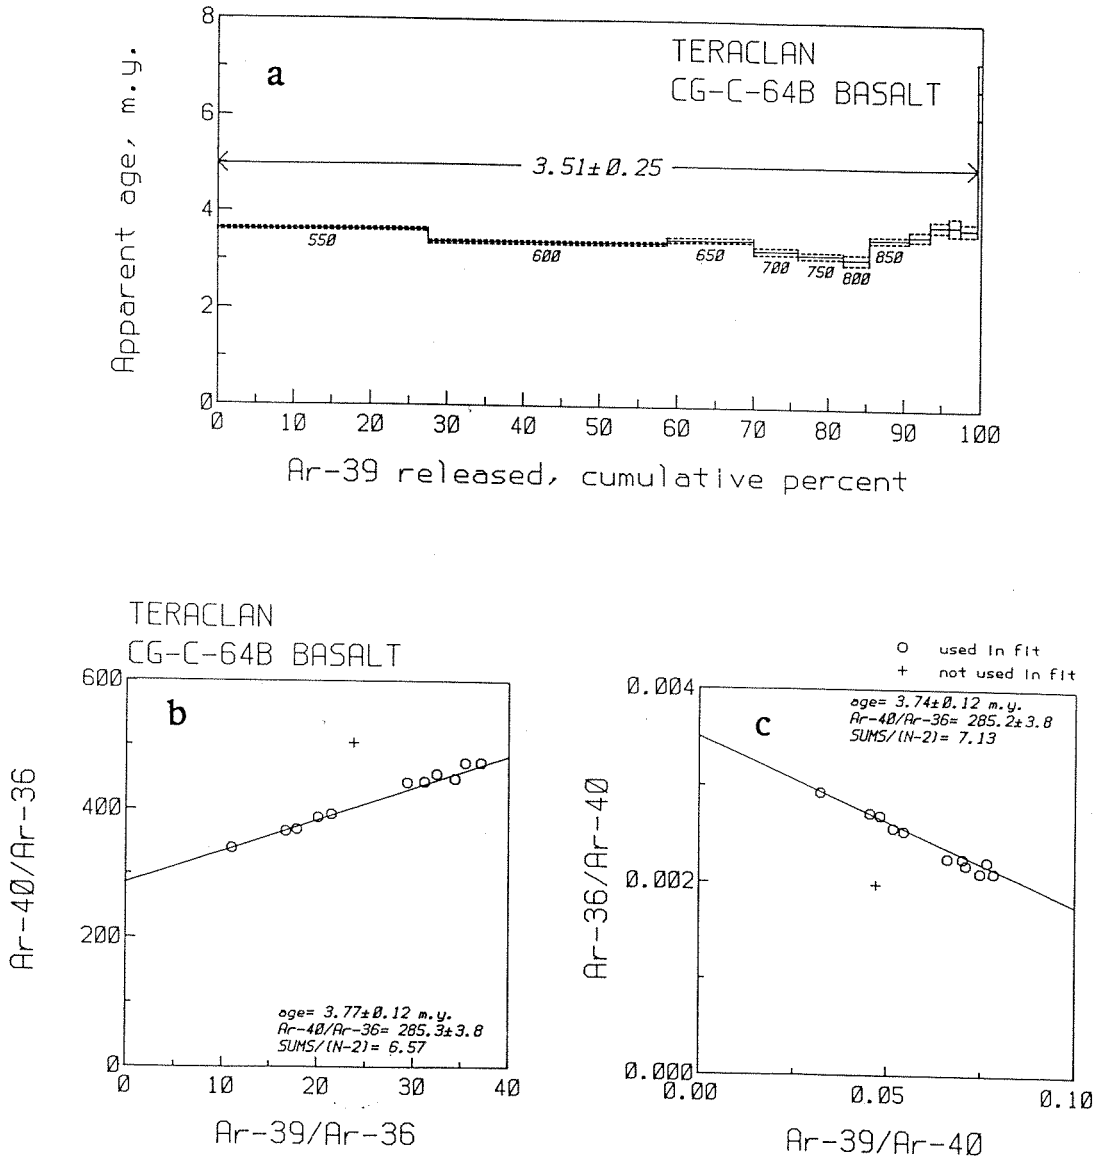 TERACLAN
CG-C-64B BASALT
a
Apparent age, m.y.
8
6
4
2
0
3.51±0.25
550
600
650
700
750
800
850
0 10 20 30 40 50 60 70 80 90 100
Ar-39 released, cumulative percent
TERACLAN
CG-C-64B BASALT
b
Ar-40/Ar-36
600
400
200
0
age= 3.77±0.12 m.y.
Ar-40/Ar-36= 285.3±3.8
SUMS/(N-2)= 6.57
0 10 20 30 40
Ar-39/Ar-36
o used in fit
+ not used in fit
c
age= 3.74±0.12 m.y.
Ar-40/Ar-36= 285.2±3.8
SUMS/(N-2)= 7.13
Ar-36/Ar-40
0.004
0.002
0.000
0.00 0.05 0.10
Ar-39/Ar-40